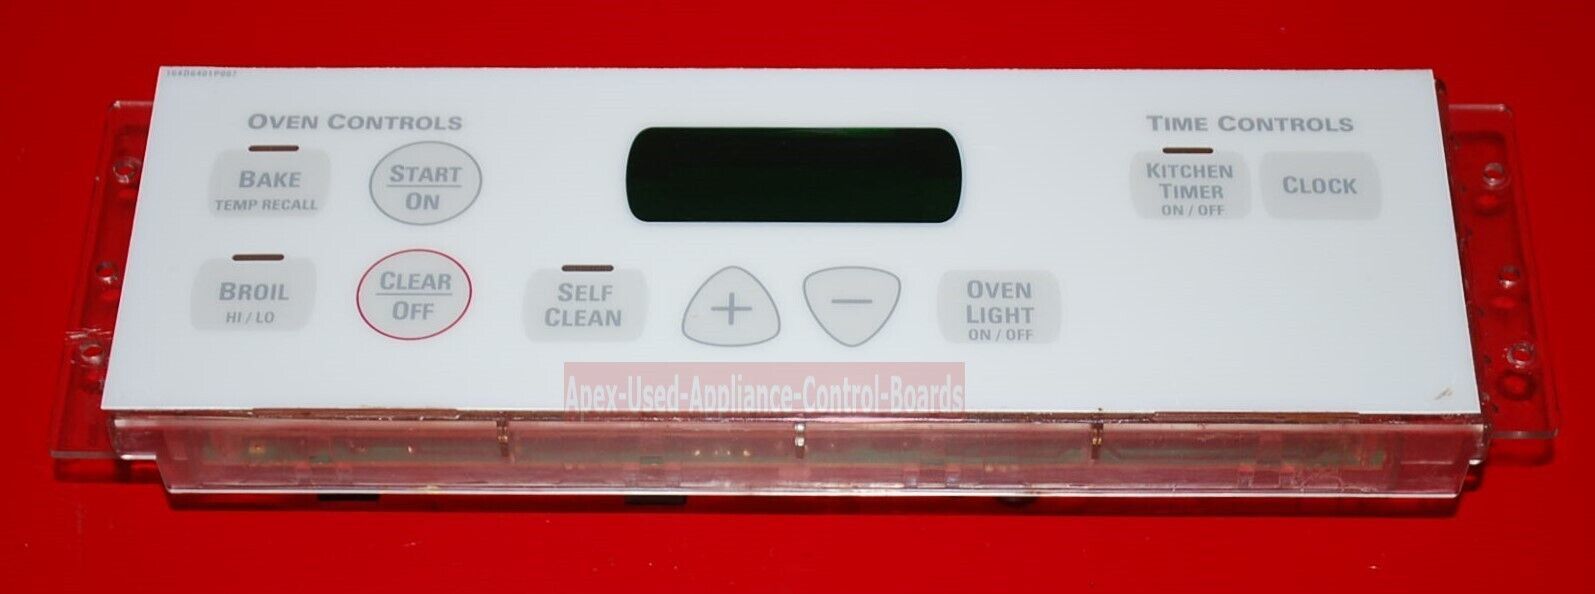 164D8401P007
OVEN CONTROLS
BAKE
TEMP RECALL
START
ON
BROIL
HI / LO
CLEAR
OFF
SELF
CLEAN
+
−
OVEN
LIGHT
ON / OFF
TIME CONTROLS
KITCHEN
TIMER
ON / OFF
CLOCK
Apex-Used-Appliance-Control-Boards